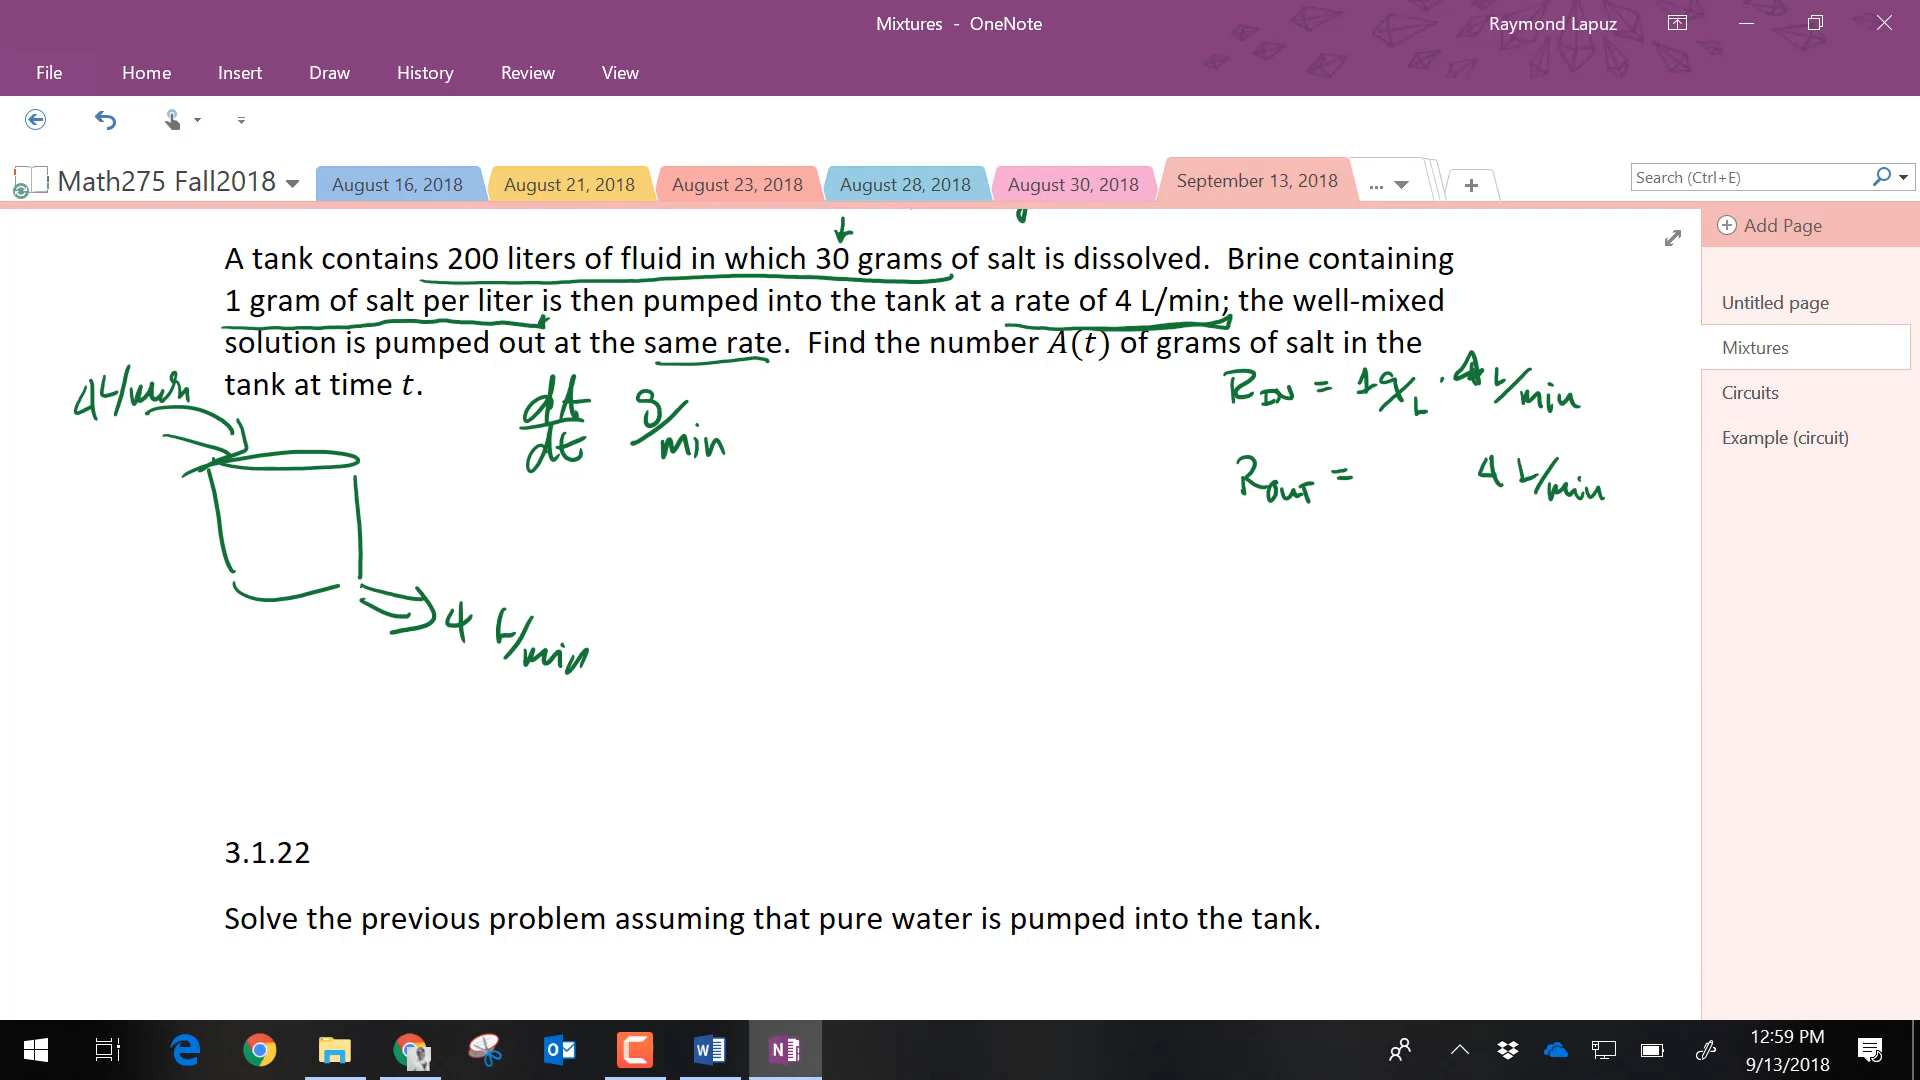 Mixtures - OneNote
Raymond Lapuz
File Home Insert Draw History Review View
Math275 Fall2018
August 16, 2018
August 21, 2018
August 23, 2018
August 28, 2018
August 30, 2018
September 13, 2018
...
Search (Ctrl+E)
Add Page
Untitled page
Mixtures
Circuits
Example (circuit)
A tank contains 200 liters of fluid in which 30 grams of salt is dissolved. Brine containing
1 gram of salt per liter is then pumped into the tank at a rate of 4 L/min; the well-mixed
solution is pumped out at the same rate. Find the number A(t) of grams of salt in the
tank at time t.
4 L/min
dA/dt g/min
R_IN = 1 g/L · 4 L/min
R_OUT = 4 L/min
4 L/min
3.1.22
Solve the previous problem assuming that pure water is pumped into the tank.
12:59 PM
9/13/2018